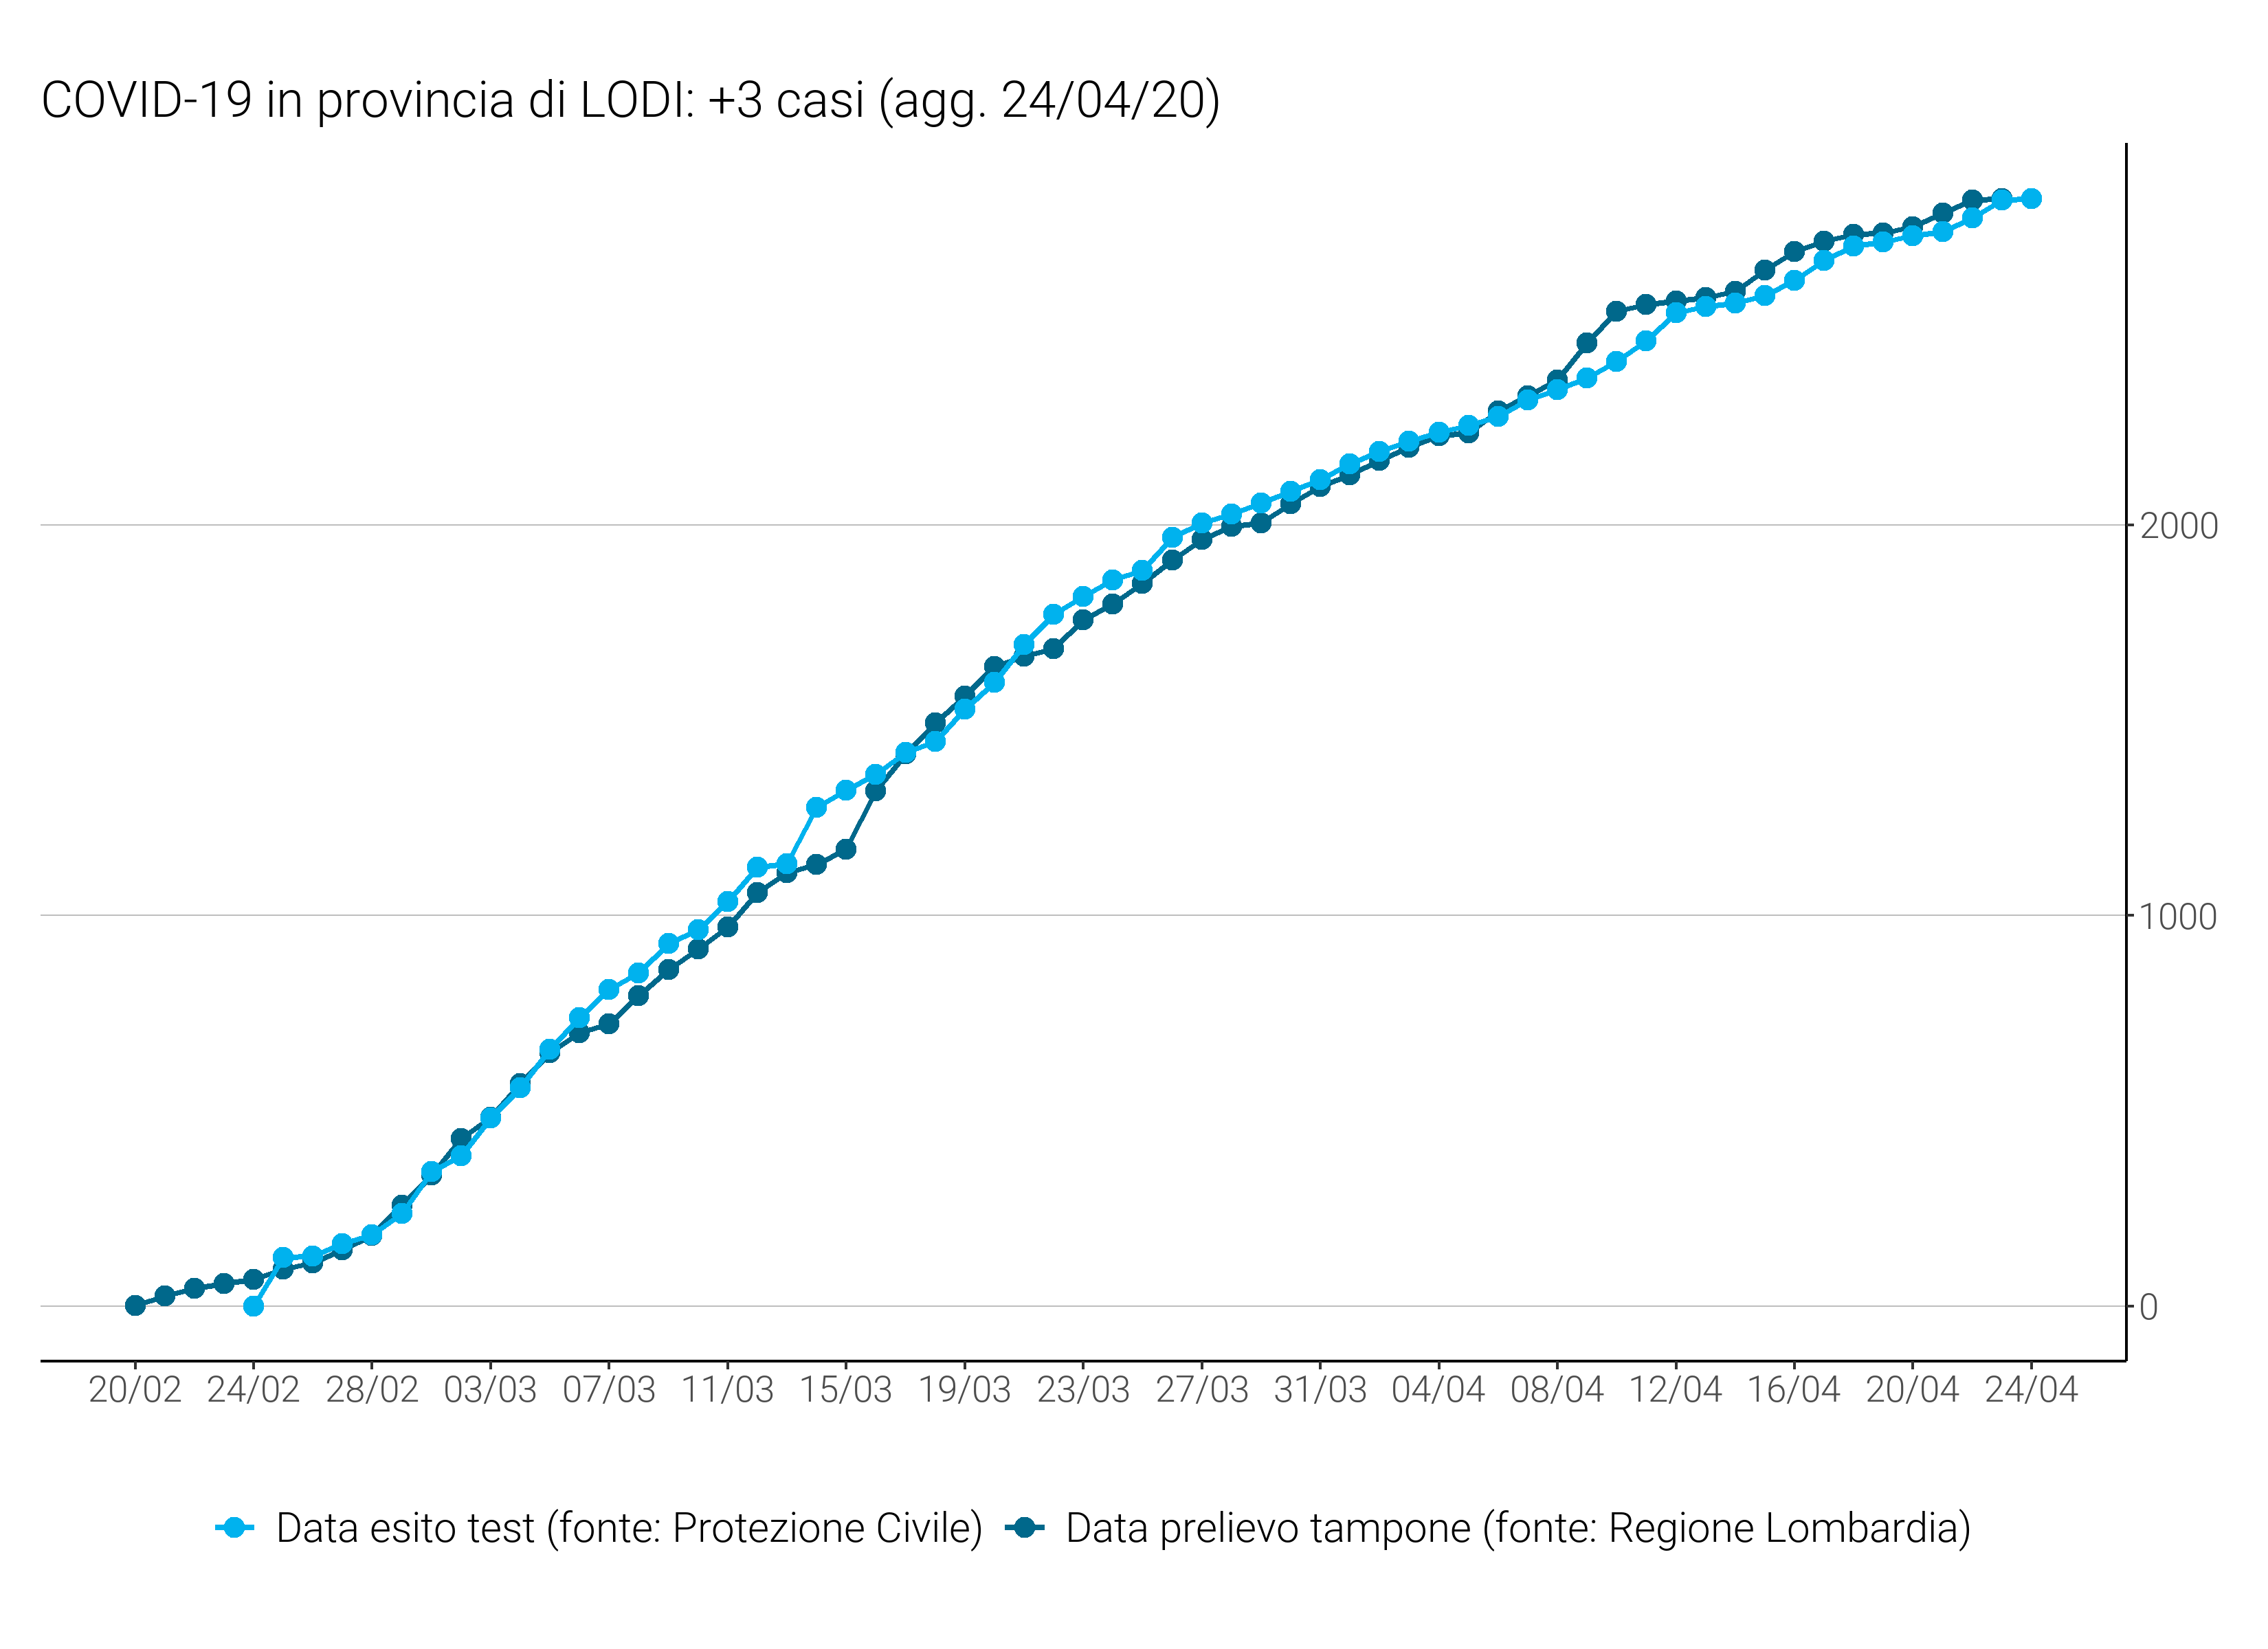 COVID-19 in provincia di LODI: +3 casi (agg. 24/04/20)
2000
1000
0
20/02 24/02 28/02 03/03 07/03 11/03 15/03 19/03 23/03 27/03 31/03 04/04 08/04 12/04 16/04 20/04 24/04
Data esito test (fonte: Protezione Civile) Data prelievo tampone (fonte: Regione Lombardia)